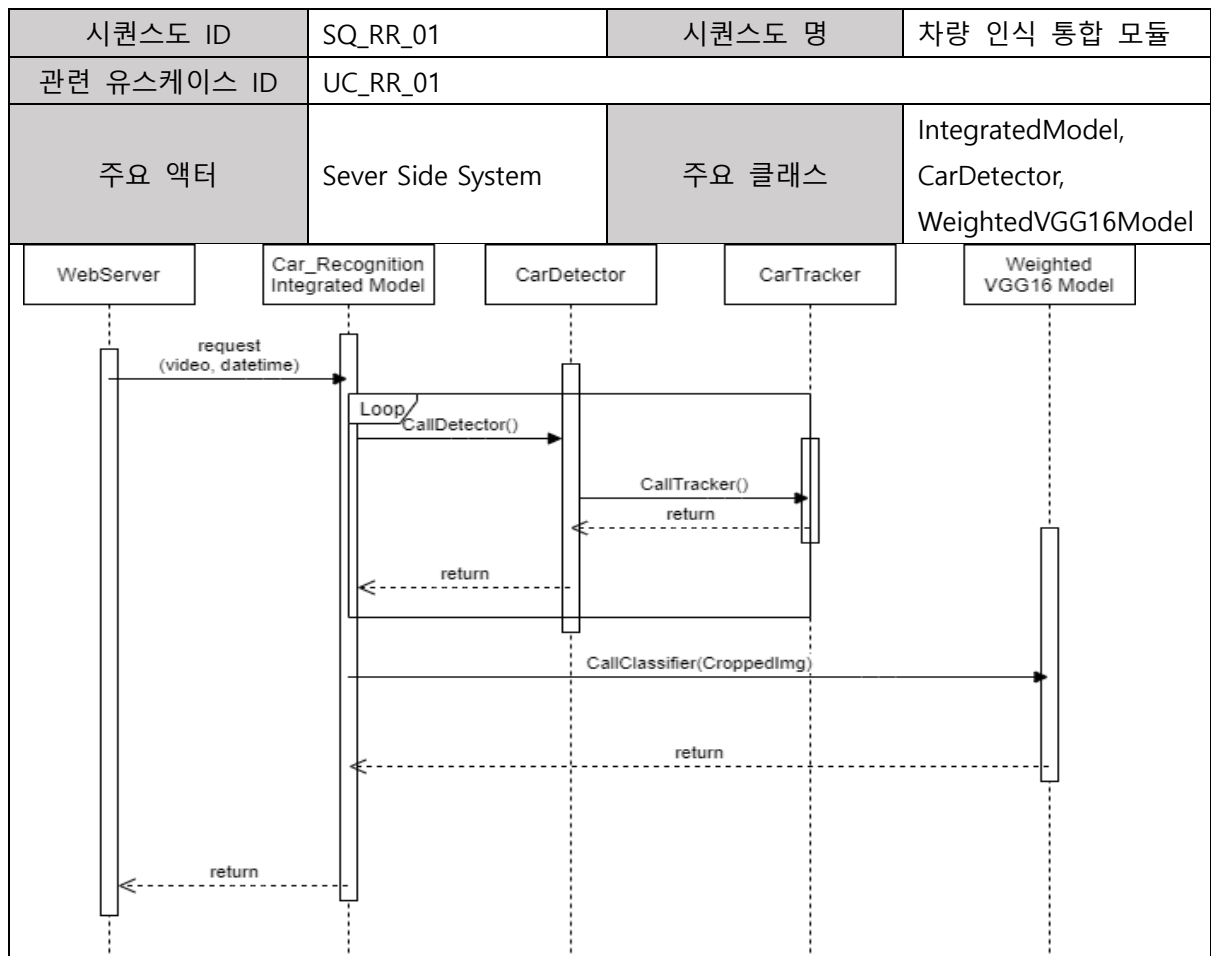 시퀀스도 ID
SQ_RR_01
시퀀스도 명
차량 인식 통합 모듈
관련 유스케이스 ID
UC_RR_01
주요 액터
Sever Side System
주요 클래스
IntegratedModel,
CarDetector,
WeightedVGG16Model
WebServer
Car_Recognition
Integrated Model
CarDetector
CarTracker
Weighted
VGG16 Model
request
(video, datetime)
Loop
CallDetector()
CallTracker()
return
return
CallClassifier(CroppedImg)
return
return